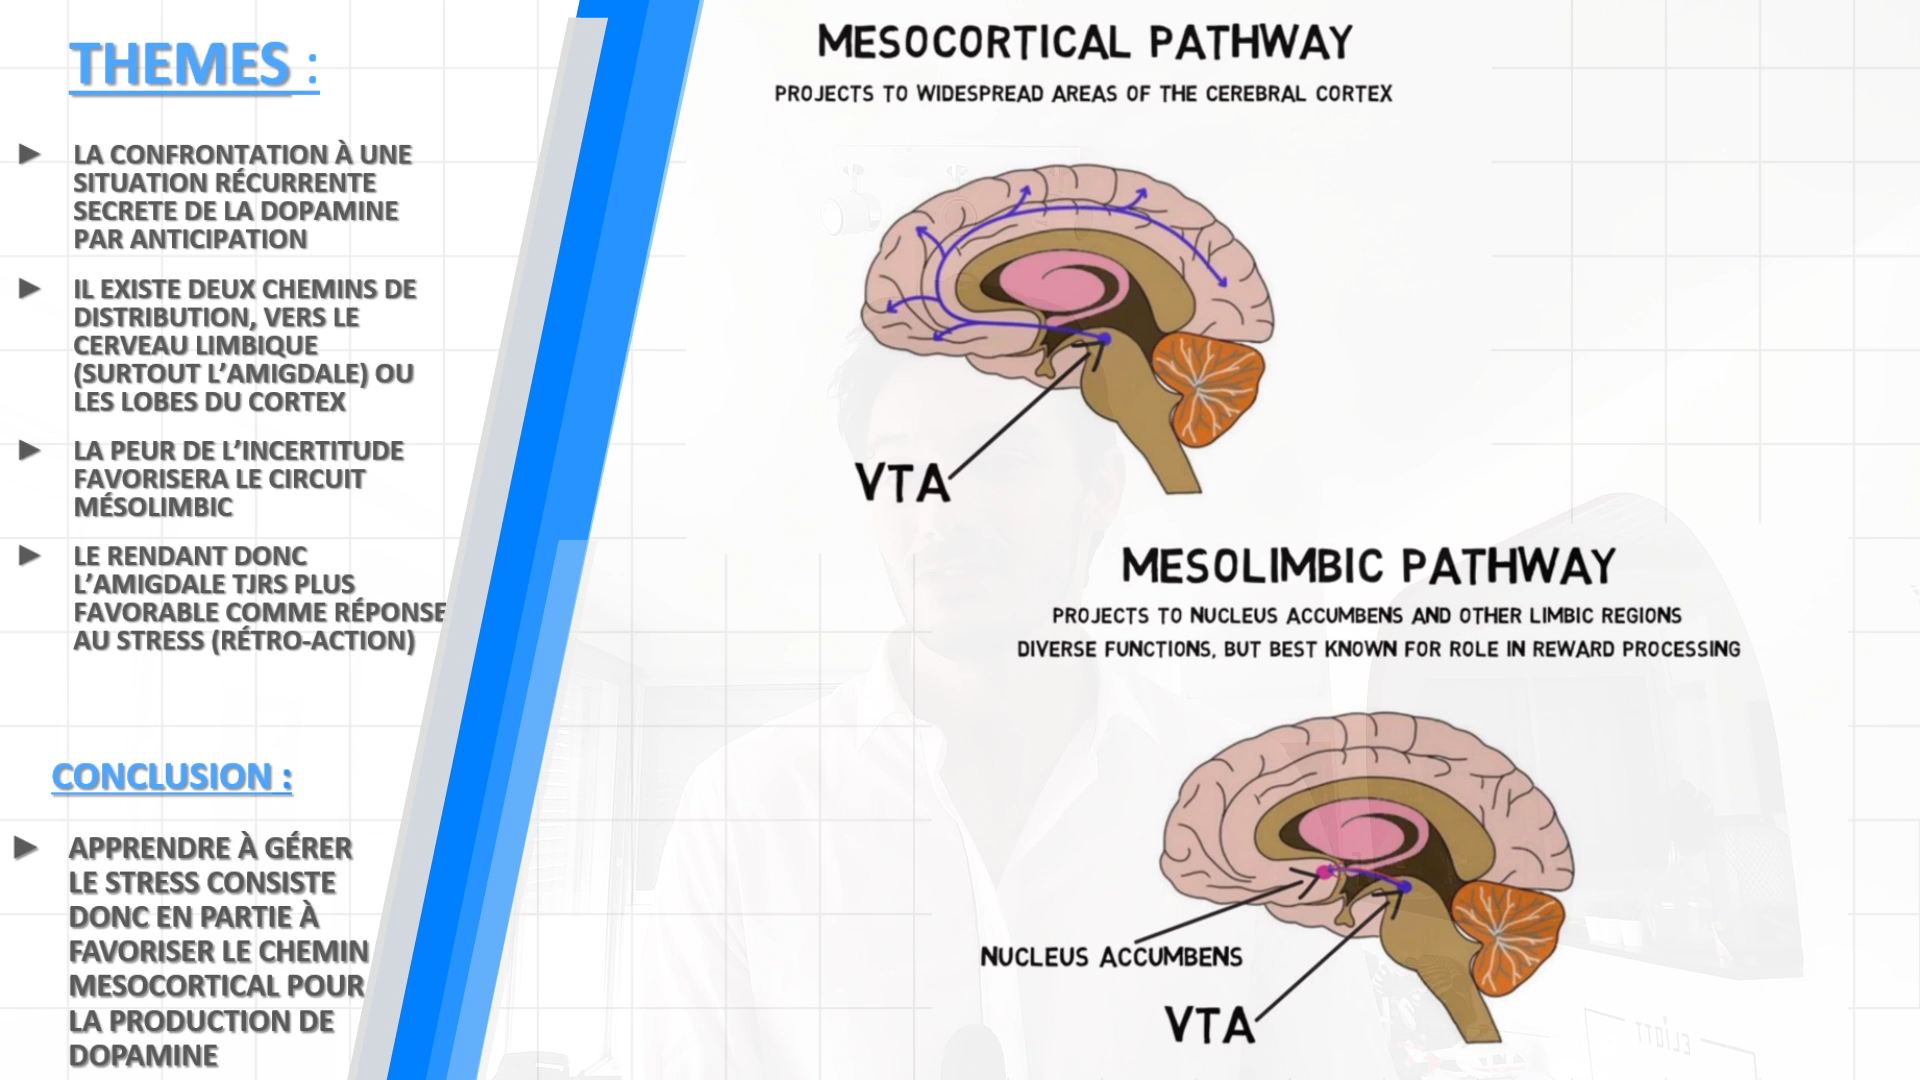 THEMES :
LA CONFRONTATION À UNE
SITUATION RÉCURRENTE
SECRETE DE LA DOPAMINE
PAR ANTICIPATION
IL EXISTE DEUX CHEMINS DE
DISTRIBUTION, VERS LE
CERVEAU LIMBIQUE
(SURTOUT L’AMIGDALE) OU
LES LOBES DU CORTEX
LA PEUR DE L’INCERTITUDE
FAVORISERA LE CIRCUIT
MÉSOLIMBIC
LE RENDANT DONC
L’AMIGDALE TJRS PLUS
FAVORABLE COMME RÉPONSE
AU STRESS (RÉTRO-ACTION)
CONCLUSION :
APPRENDRE À GÉRER
LE STRESS CONSISTE
DONC EN PARTIE À
FAVORISER LE CHEMIN
MESOCORTICAL POUR
LA PRODUCTION DE
DOPAMINE
MESOCORTICAL PATHWAY
PROJECTS TO WIDESPREAD AREAS OF THE CEREBRAL CORTEX
VTA
MESOLIMBIC PATHWAY
PROJECTS TO NUCLEUS ACCUMBENS AND OTHER LIMBIC REGIONS
DIVERSE FUNCTIONS, BUT BEST KNOWN FOR ROLE IN REWARD PROCESSING
NUCLEUS ACCUMBENS
VTA